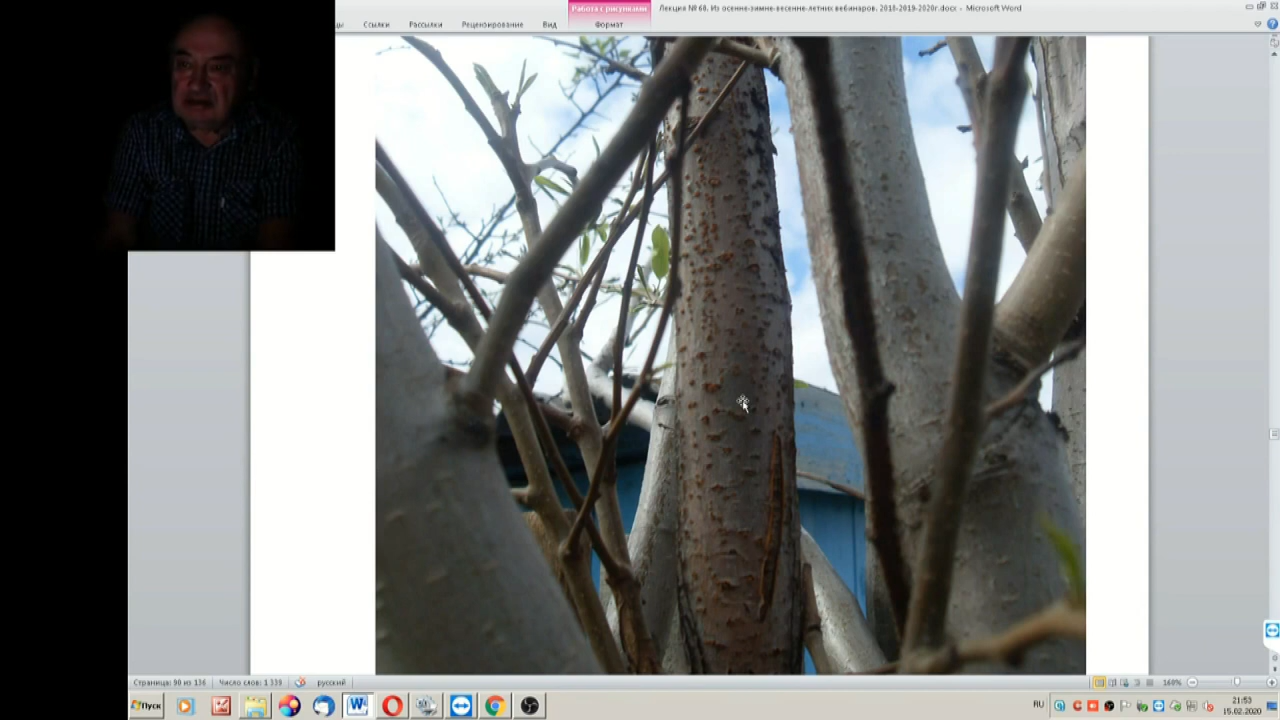 Работа с рисунками
Лекция № 68. Из осенне-зимне-весенне-летних вебинаров. 2018-2019-2020г.docx - Microsoft Word
Ссылки Рассылки Рецензирование Вид Формат
Страница: 90 из 136 Число слов: 1 339 русский 160%
Пуск RU 21:53
15.02.2020